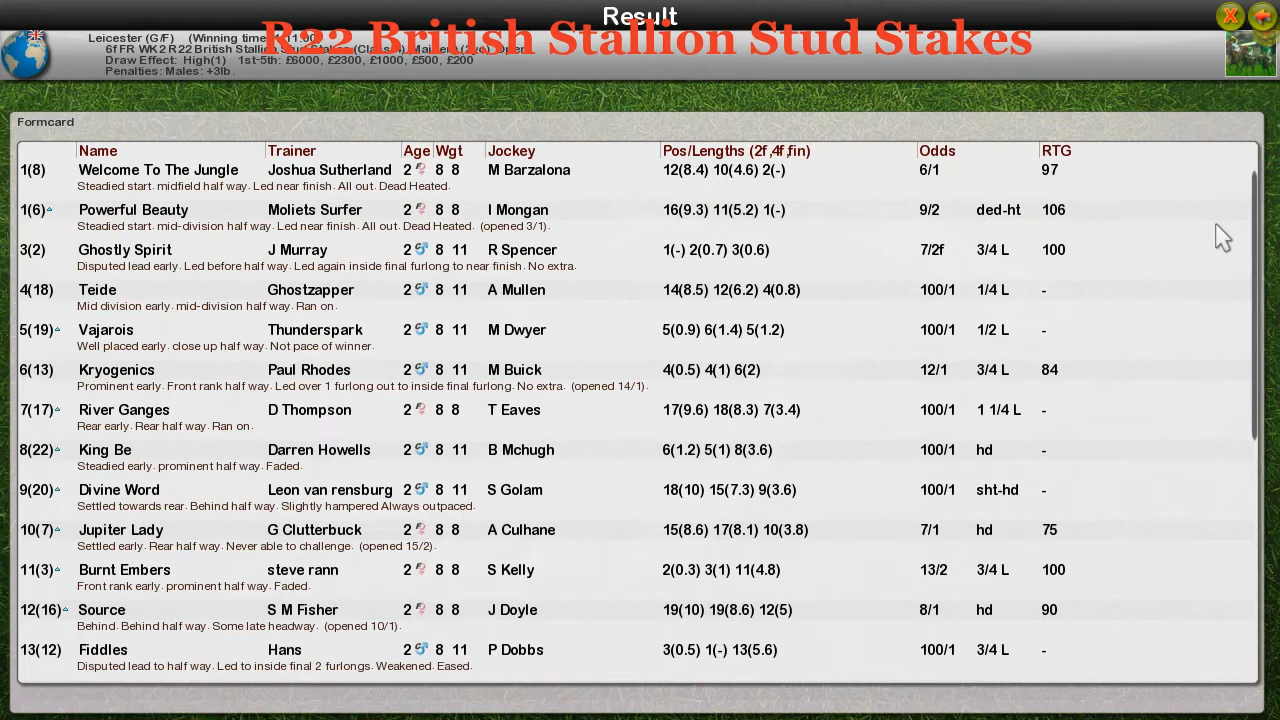 Result
R22 British Stallion Stud Stakes
Leicester (G/F) (Winning time: 1:11.00)
6f FR WK 2 R22 British Stallion Stud Stakes (Class 4) Maiden (2yo) Open
Draw Effect: High(1) 1st-5th: £6000, £2300, £1000, £500, £200
Penalties: Males: +3lb.
Formcard
Name Trainer Age Wgt Jockey Pos/Lengths (2f,4f,fin) Odds RTG
1(8) Welcome To The Jungle Joshua Sutherland 2 8 8 M Barzalona 12(8.4) 10(4.6) 2(-) 6/1 97
Steadied start. midfield half way. Led near finish. All out. Dead Heated.
1(6) Powerful Beauty Moliets Surfer 2 8 8 I Mongan 16(9.3) 11(5.2) 1(-) 9/2 ded-ht 106
Steadied start. mid-division half way. Led near finish. All out. Dead Heated. (opened 3/1).
3(2) Ghostly Spirit J Murray 2 8 11 R Spencer 1(-) 2(0.7) 3(0.6) 7/2f 3/4 L 100
Disputed lead early. Led before half way. Led again inside final furlong to near finish. No extra.
4(18) Teide Ghostzapper 2 8 11 A Mullen 14(8.5) 12(6.2) 4(0.8) 100/1 1/4 L -
Mid division early. mid-division half way. Ran on.
5(19) Vajarois Thunderspark 2 8 11 M Dwyer 5(0.9) 6(1.4) 5(1.2) 100/1 1/2 L -
Well placed early. close up half way. Not pace of winner.
6(13) Kryogenics Paul Rhodes 2 8 11 M Buick 4(0.5) 4(1) 6(2) 12/1 3/4 L 84
Prominent early. Front rank half way. Led over 1 furlong out to inside final furlong. No extra. (opened 14/1).
7(17) River Ganges D Thompson 2 8 8 T Eaves 17(9.6) 18(8.3) 7(3.4) 100/1 1 1/4 L -
Rear early. Rear half way. Ran on.
8(22) King Be Darren Howells 2 8 11 B Mchugh 6(1.2) 5(1) 8(3.6) 100/1 hd -
Steadied early. prominent half way. Faded.
9(20) Divine Word Leon van rensburg 2 8 11 S Golam 18(10) 15(7.3) 9(3.6) 100/1 sht-hd -
Settled towards rear. Behind half way. Slightly hampered Always outpaced.
10(7) Jupiter Lady G Clutterbuck 2 8 8 A Culhane 15(8.6) 17(8.1) 10(3.8) 7/1 hd 75
Settled early. Rear half way. Never able to challenge. (opened 15/2).
11(3) Burnt Embers steve rann 2 8 8 S Kelly 2(0.3) 3(1) 11(4.8) 13/2 3/4 L 100
Front rank early. prominent half way. Faded.
12(16) Source S M Fisher 2 8 8 J Doyle 19(10) 19(8.6) 12(5) 8/1 hd 90
Behind. Behind half way. Some late headway. (opened 10/1).
13(12) Fiddles Hans 2 8 11 P Dobbs 3(0.5) 1(-) 13(5.6) 100/1 3/4 L -
Disputed lead to half way. Led to inside final 2 furlongs. Weakened. Eased.